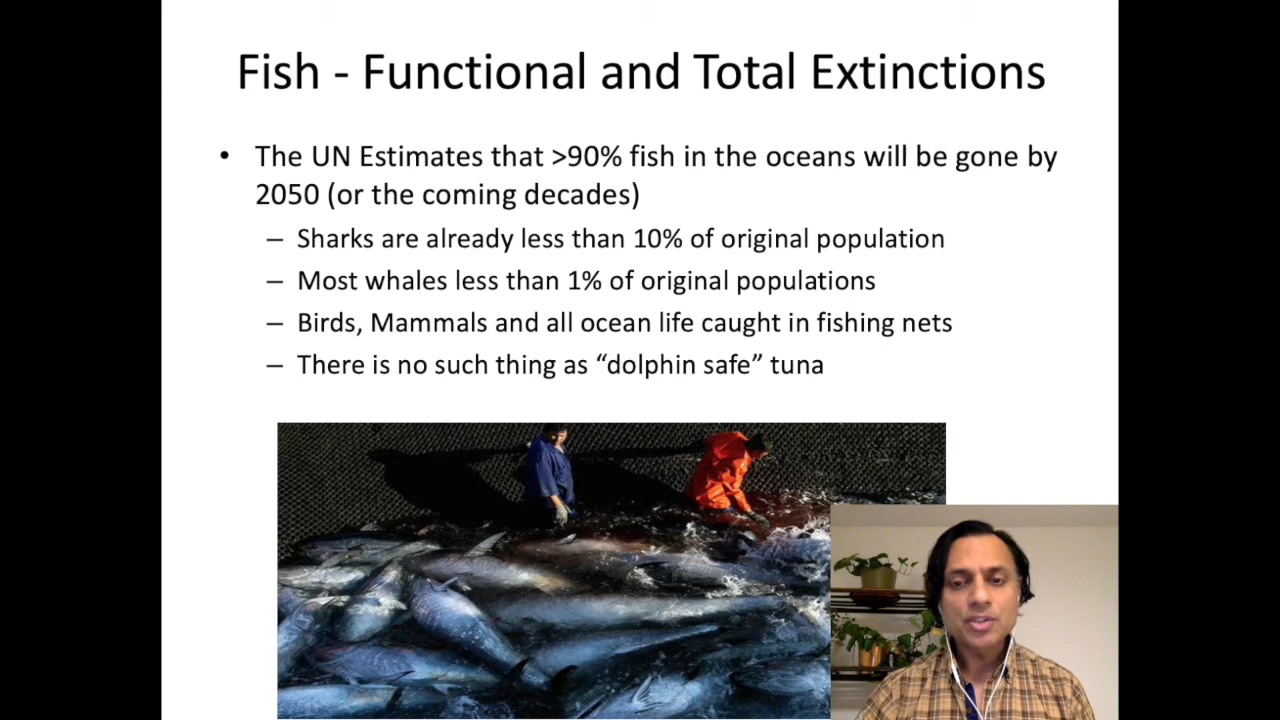 Fish - Functional and Total Extinctions
• The UN Estimates that >90% fish in the oceans will be gone by
2050 (or the coming decades)
– Sharks are already less than 10% of original population
– Most whales less than 1% of original populations
– Birds, Mammals and all ocean life caught in fishing nets
– There is no such thing as “dolphin safe” tuna